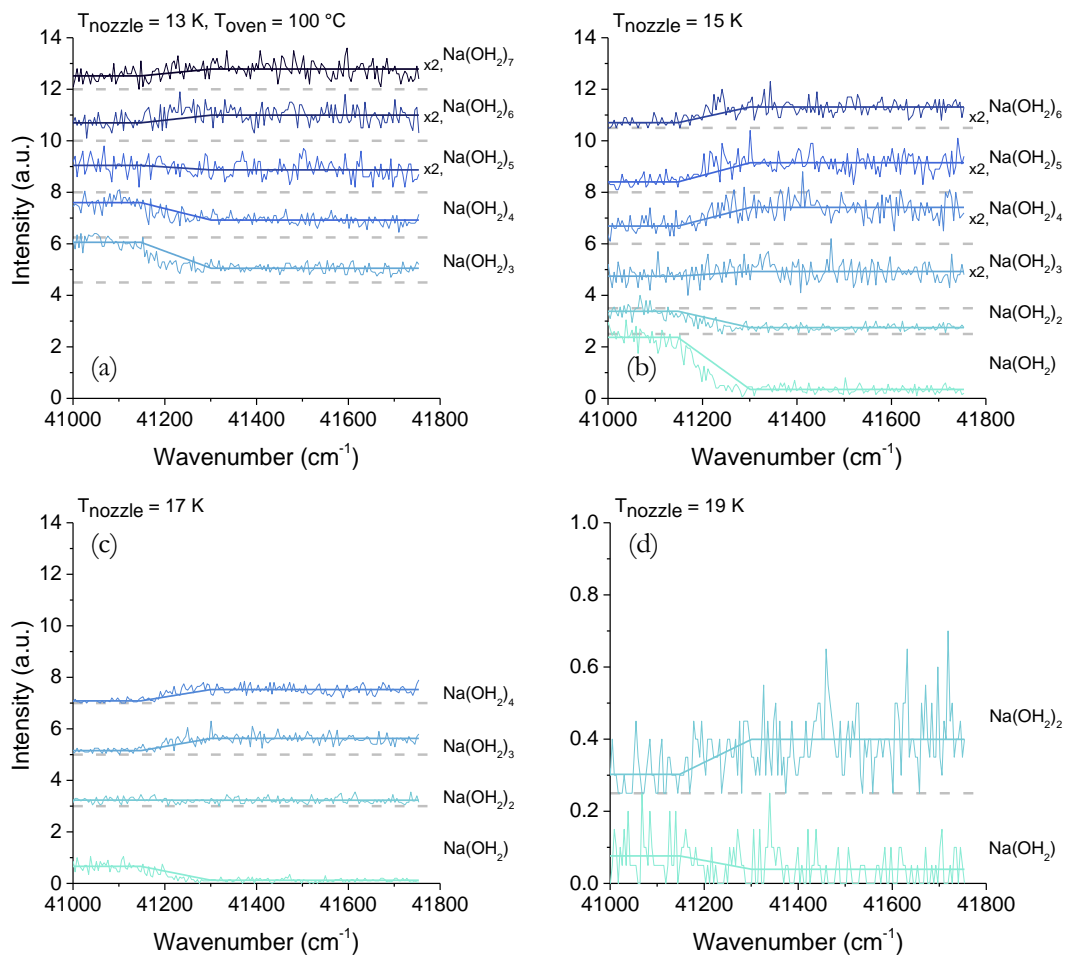 T_nozzle = 13 K, T_oven = 100 °C
(a)
Intensity (a.u.)
14
12
10
8
6
4
2
0
x2, Na(OH₂)₇
x2, Na(OH₂)₆
x2, Na(OH₂)₅
Na(OH₂)₄
Na(OH₂)₃
41000 41200 41400 41600 41800
Wavenumber (cm⁻¹)
T_nozzle = 15 K
(b)
14
12
10
8
6
4
2
0
x2, Na(OH₂)₆
x2, Na(OH₂)₅
x2, Na(OH₂)₄
x2, Na(OH₂)₃
Na(OH₂)₂
Na(OH₂)
41000 41200 41400 41600 41800
Wavenumber (cm⁻¹)
T_nozzle = 17 K
(c)
Intensity (a.u.)
14
12
10
8
6
4
2
0
Na(OH₂)₄
Na(OH₂)₃
Na(OH₂)₂
Na(OH₂)
41000 41200 41400 41600 41800
Wavenumber (cm⁻¹)
T_nozzle = 19 K
(d)
1.0
0.8
0.6
0.4
0.2
0.0
Na(OH₂)₂
Na(OH₂)
41000 41200 41400 41600 41800
Wavenumber (cm⁻¹)